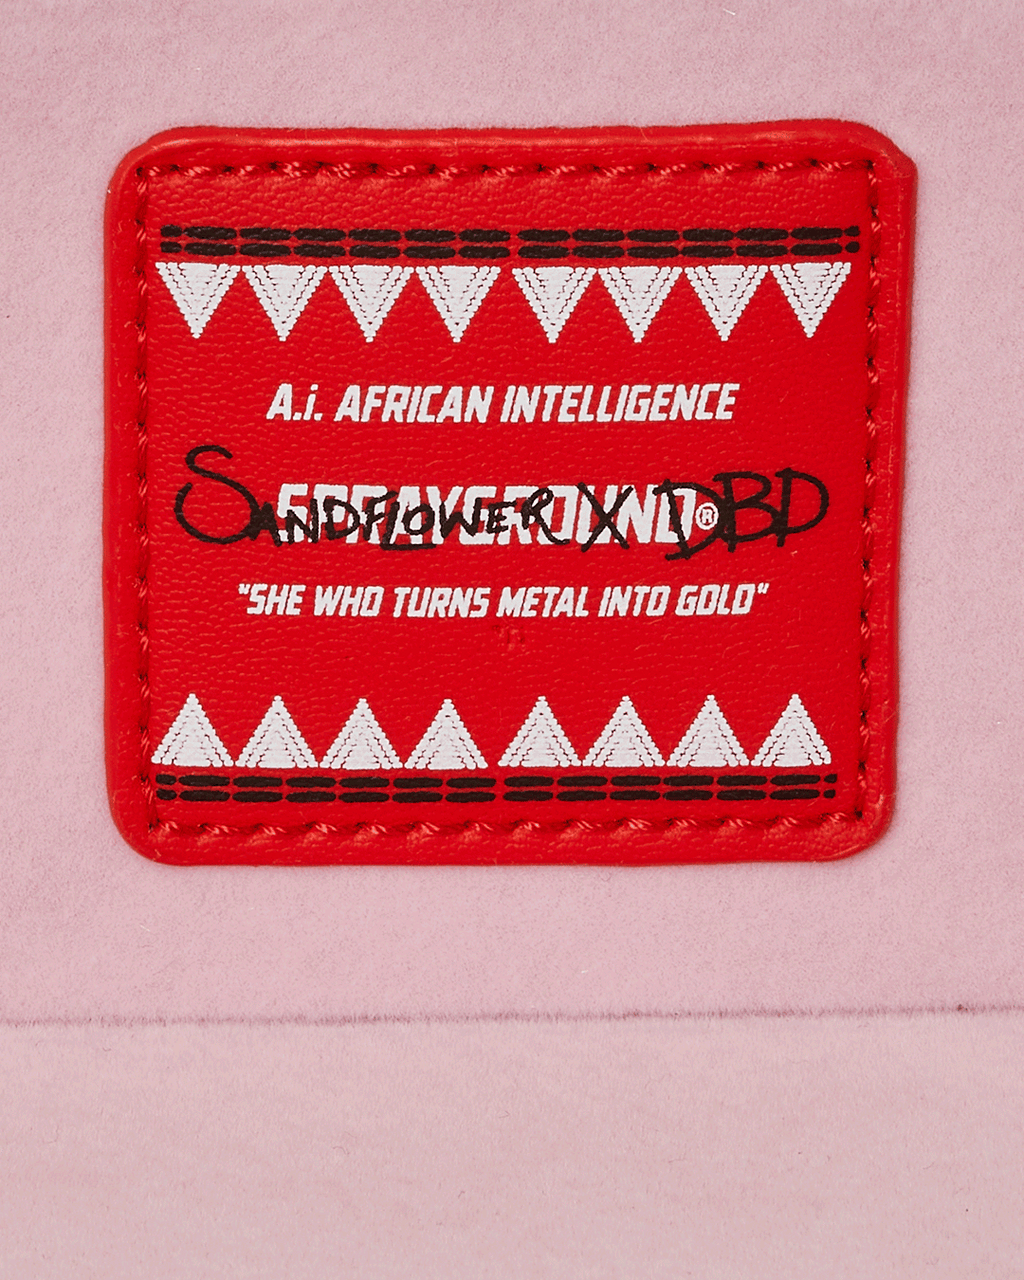 A.i. AFRICAN INTELLIGENCE
SPRAYGROUND®
SANDFLOWER X DBD
"SHE WHO TURNS METAL INTO GOLD"